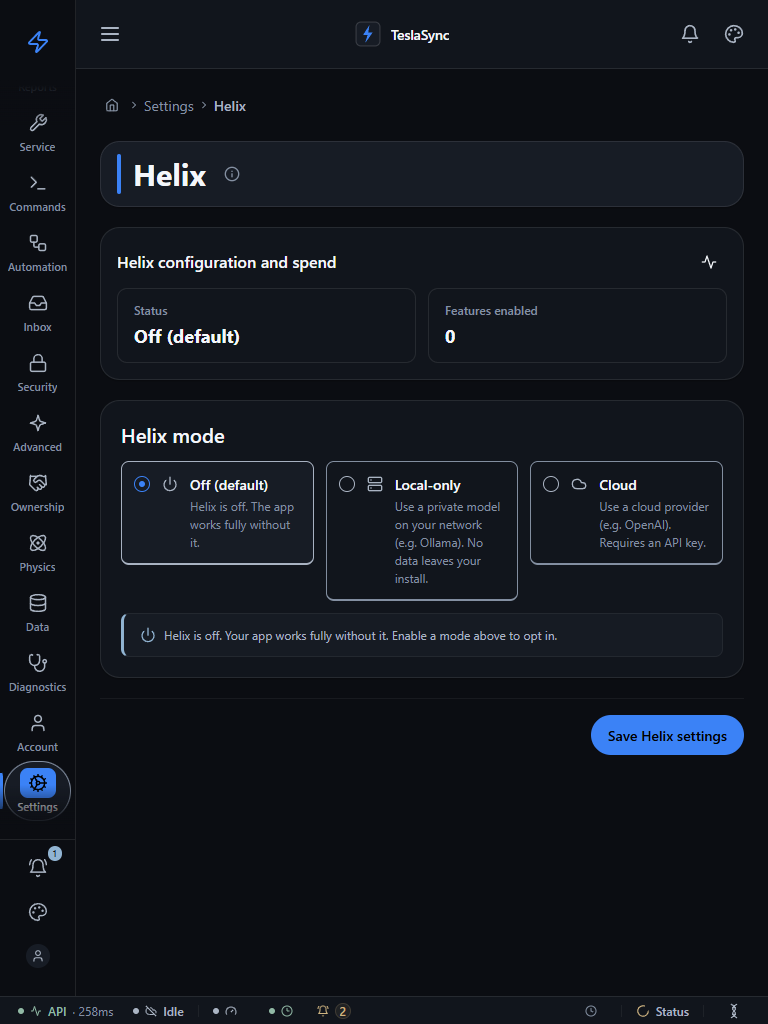 TeslaSync
Reports
Service
Commands
Automation
Inbox
Security
Advanced
Ownership
Physics
Data
Diagnostics
Account
Settings
1
Settings
Helix
Helix
Helix configuration and spend
Status
Off (default)
Features enabled
0
Helix mode
Off (default)
Helix is off. The app
works fully without
it.
Local-only
Use a private model
on your network
(e.g. Ollama). No
data leaves your
install.
Cloud
Use a cloud provider
(e.g. OpenAI).
Requires an API key.
Helix is off. Your app works fully without it. Enable a mode above to opt in.
Save Helix settings
API · 258ms
Idle
2
Status